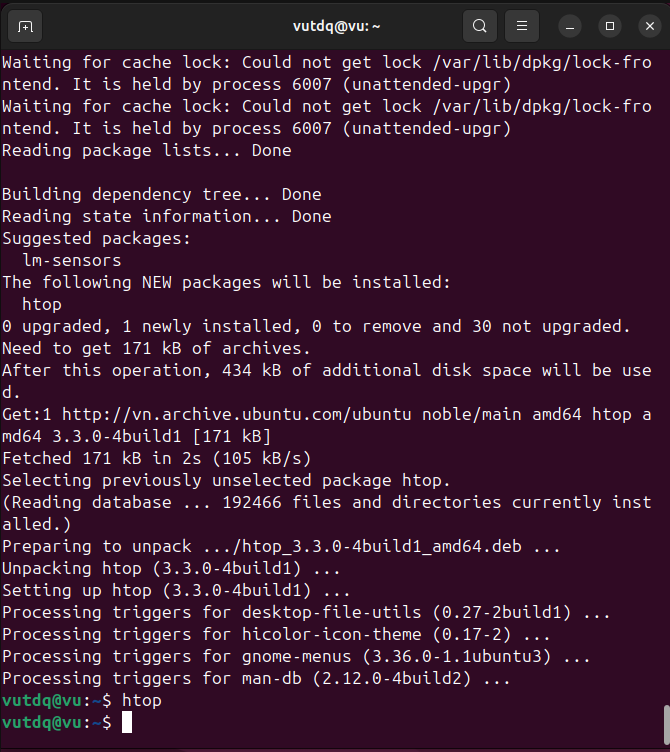 vutdq@vu: ~
Waiting for cache lock: Could not get lock /var/lib/dpkg/lock-fro
ntend. It is held by process 6007 (unattended-upgr)
Waiting for cache lock: Could not get lock /var/lib/dpkg/lock-fro
ntend. It is held by process 6007 (unattended-upgr)
Reading package lists... Done
Building dependency tree... Done
Reading state information... Done
Suggested packages:
  lm-sensors
The following NEW packages will be installed:
  htop
0 upgraded, 1 newly installed, 0 to remove and 30 not upgraded.
Need to get 171 kB of archives.
After this operation, 434 kB of additional disk space will be use
d.
Get:1 http://vn.archive.ubuntu.com/ubuntu noble/main amd64 htop a
md64 3.3.0-4build1 [171 kB]
Fetched 171 kB in 2s (105 kB/s)
Selecting previously unselected package htop.
(Reading database ... 192466 files and directories currently inst
alled.)
Preparing to unpack .../htop_3.3.0-4build1_amd64.deb ...
Unpacking htop (3.3.0-4build1) ...
Setting up htop (3.3.0-4build1) ...
Processing triggers for desktop-file-utils (0.27-2build1) ...
Processing triggers for hicolor-icon-theme (0.17-2) ...
Processing triggers for gnome-menus (3.36.0-1.1ubuntu3) ...
Processing triggers for man-db (2.12.0-4build2) ...
vutdq@vu:~$ htop
vutdq@vu:~$